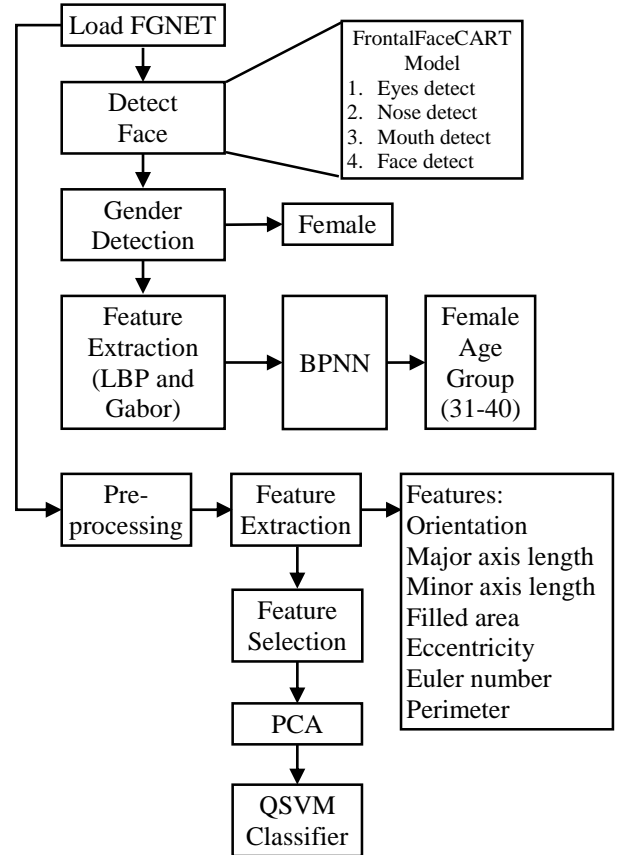 Load FGNET
FrontalFaceCART
Model
1. Eyes detect
2. Nose detect
3. Mouth detect
4. Face detect
Detect
Face
Gender
Detection
Female
Feature
Extraction
(LBP and
Gabor)
BPNN
Female
Age
Group
(31-40)
Pre-
processing
Feature
Extraction
Features:
Orientation
Major axis length
Minor axis length
Filled area
Eccentricity
Euler number
Perimeter
Feature
Selection
PCA
QSVM
Classifier